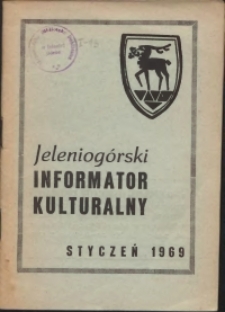 Jeleniogórski
INFORMATOR
KULTURALNY
STYCZEŃ 1969